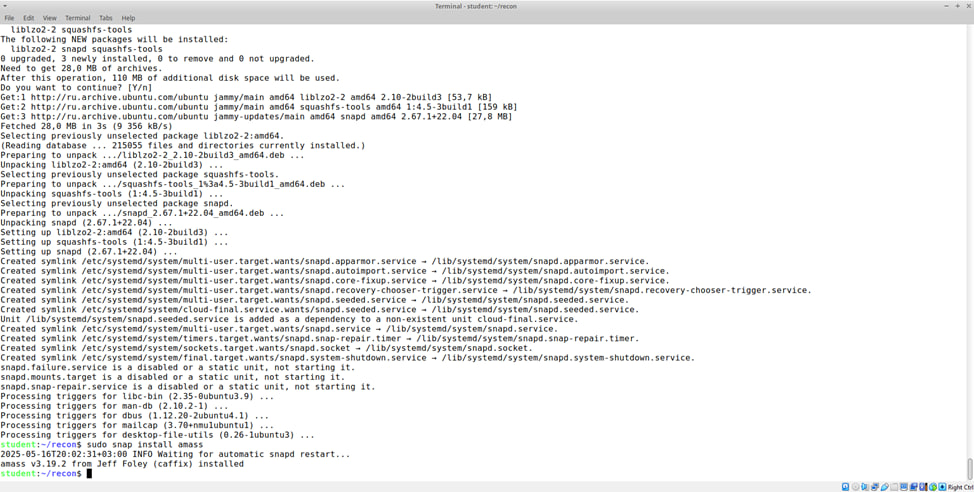 Terminal - student: ~/recon
File Edit View Terminal Tabs Help
  liblzo2-2 squashfs-tools
The following NEW packages will be installed:
  liblzo2-2 snapd squashfs-tools
0 upgraded, 3 newly installed, 0 to remove and 0 not upgraded.
Need to get 28,0 MB of archives.
After this operation, 110 MB of additional disk space will be used.
Do you want to continue? [Y/n]
Get:1 http://ru.archive.ubuntu.com/ubuntu jammy/main amd64 liblzo2-2 amd64 2.10-2build3 [53,7 kB]
Get:2 http://ru.archive.ubuntu.com/ubuntu jammy/main amd64 squashfs-tools amd64 1:4.5-3build1 [159 kB]
Get:3 http://ru.archive.ubuntu.com/ubuntu jammy-updates/main amd64 snapd amd64 2.67.1+22.04 [27,8 MB]
Fetched 28,0 MB in 3s (9 356 kB/s)
Selecting previously unselected package liblzo2-2:amd64.
(Reading database ... 215055 files and directories currently installed.)
Preparing to unpack .../liblzo2-2_2.10-2build3_amd64.deb ...
Unpacking liblzo2-2:amd64 (2.10-2build3) ...
Selecting previously unselected package squashfs-tools.
Preparing to unpack .../squashfs-tools_1%3a4.5-3build1_amd64.deb ...
Unpacking squashfs-tools (1:4.5-3build1) ...
Selecting previously unselected package snapd.
Preparing to unpack .../snapd_2.67.1+22.04_amd64.deb ...
Unpacking snapd (2.67.1+22.04) ...
Setting up liblzo2-2:amd64 (2.10-2build3) ...
Setting up squashfs-tools (1:4.5-3build1) ...
Setting up snapd (2.67.1+22.04) ...
Created symlink /etc/systemd/system/multi-user.target.wants/snapd.apparmor.service → /lib/systemd/system/snapd.apparmor.service.
Created symlink /etc/systemd/system/multi-user.target.wants/snapd.autoimport.service → /lib/systemd/system/snapd.autoimport.service.
Created symlink /etc/systemd/system/multi-user.target.wants/snapd.core-fixup.service → /lib/systemd/system/snapd.core-fixup.service.
Created symlink /etc/systemd/system/multi-user.target.wants/snapd.recovery-chooser-trigger.service → /lib/systemd/system/snapd.recovery-chooser-trigger.service.
Created symlink /etc/systemd/system/multi-user.target.wants/snapd.seeded.service → /lib/systemd/system/snapd.seeded.service.
Created symlink /etc/systemd/system/cloud-final.service.wants/snapd.seeded.service → /lib/systemd/system/snapd.seeded.service.
Unit /lib/systemd/system/snapd.seeded.service is added as a dependency to a non-existent unit cloud-final.service.
Created symlink /etc/systemd/system/multi-user.target.wants/snapd.service → /lib/systemd/system/snapd.service.
Created symlink /etc/systemd/system/timers.target.wants/snapd.snap-repair.timer → /lib/systemd/system/snapd.snap-repair.timer.
Created symlink /etc/systemd/system/sockets.target.wants/snapd.socket → /lib/systemd/system/snapd.socket.
Created symlink /etc/systemd/system/final.target.wants/snapd.system-shutdown.service → /lib/systemd/system/snapd.system-shutdown.service.
snapd.failure.service is a disabled or a static unit, not starting it.
snapd.mounts.target is a disabled or a static unit, not starting it.
snapd.snap-repair.service is a disabled or a static unit, not starting it.
Processing triggers for libc-bin (2.35-0ubuntu3.9) ...
Processing triggers for man-db (2.10.2-1) ...
Processing triggers for dbus (1.12.20-2ubuntu4.1) ...
Processing triggers for mailcap (3.70+nmu1ubuntu1) ...
Processing triggers for desktop-file-utils (0.26-1ubuntu3) ...
student:~/recon$ sudo snap install amass
2025-05-16T20:02:31+03:00 INFO Waiting for automatic snapd restart...
amass v3.19.2 from Jeff Foley (caffix) installed
student:~/recon$
Right Ctrl